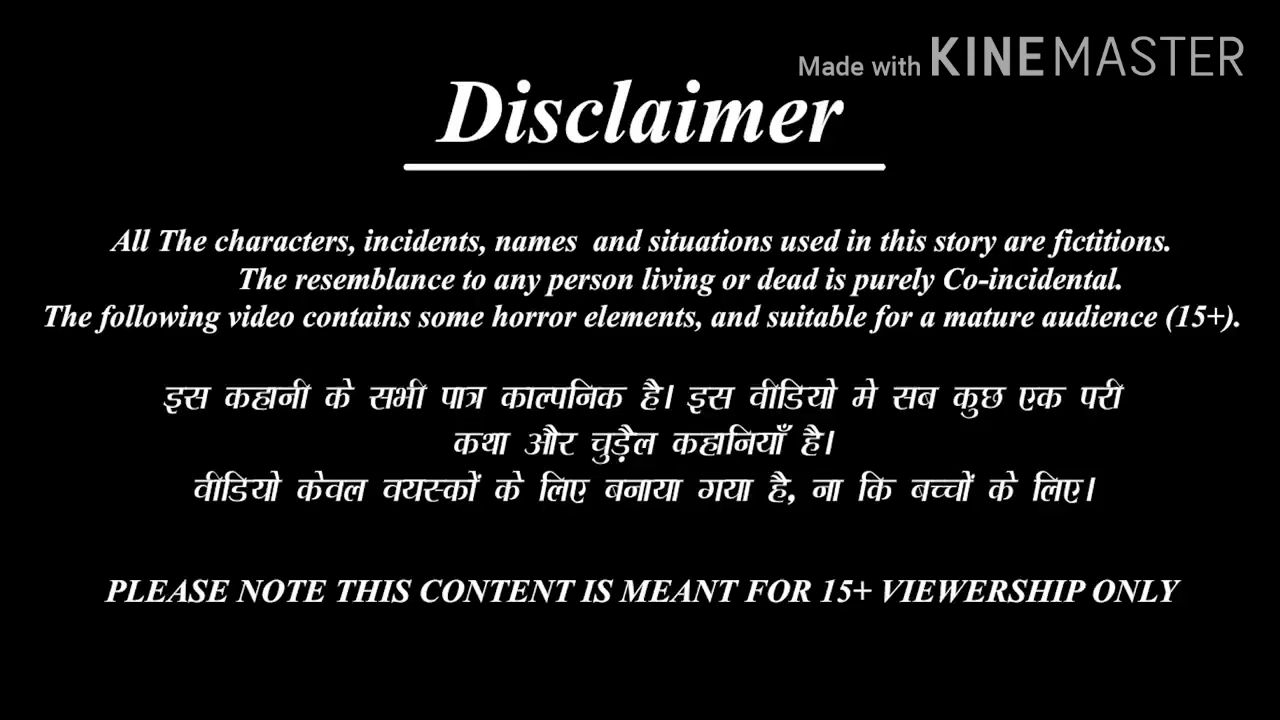 Made with KINEMASTER
Disclaimer
All The characters, incidents, names and situations used in this story are fictitions.
The resemblance to any person living or dead is purely Co-incidental.
The following video contains some horror elements, and suitable for a mature audience (15+).
इस कहानी के सभी पात्र काल्पनिक है। इस वीडियो मे सब कुछ एक परी
कथा और चुड़ैल कहानियाँ है।
वीडियो केवल वयस्कों के लिए बनाया गया है, ना कि बच्चों के लिए।
PLEASE NOTE THIS CONTENT IS MEANT FOR 15+ VIEWERSHIP ONLY